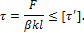 τ = F / βkl ≤ [τ′].